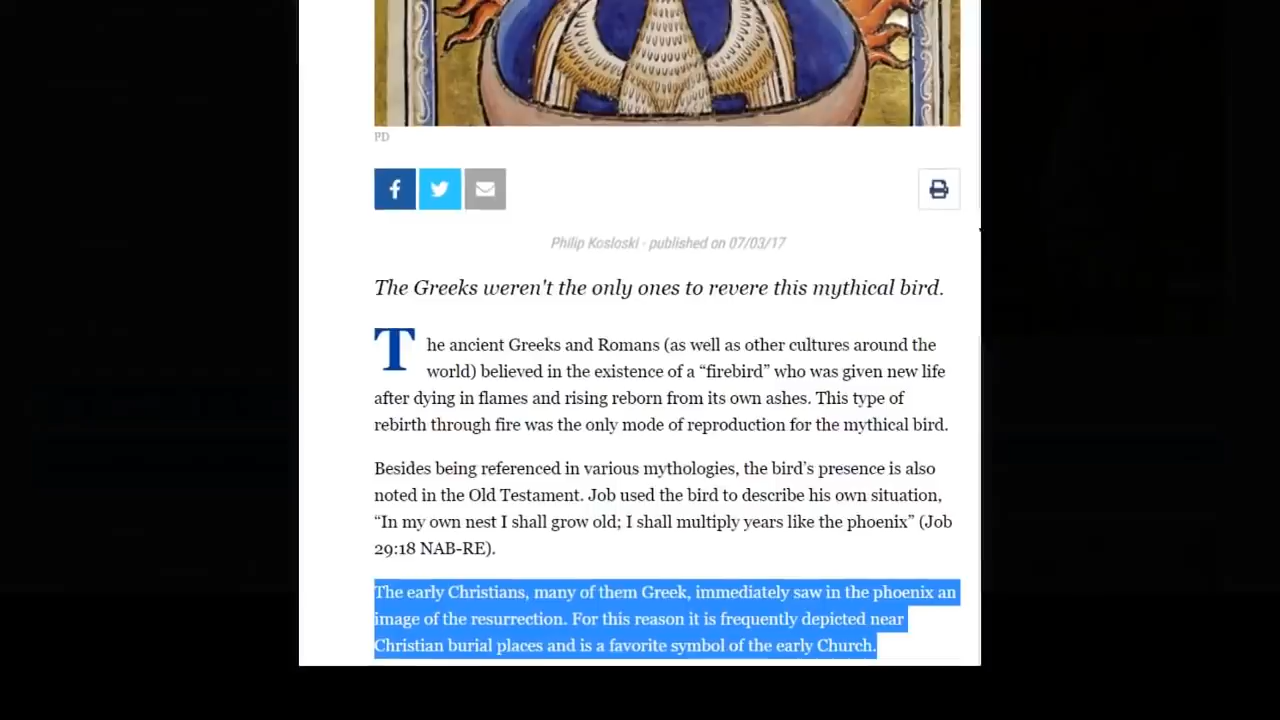 PD
Philip Kosloski · published on 07/03/17
The Greeks weren't the only ones to revere this mythical bird.
The ancient Greeks and Romans (as well as other cultures around the
world) believed in the existence of a “firebird” who was given new life
after dying in flames and rising reborn from its own ashes. This type of
rebirth through fire was the only mode of reproduction for the mythical bird.
Besides being referenced in various mythologies, the bird’s presence is also
noted in the Old Testament. Job used the bird to describe his own situation,
“In my own nest I shall grow old; I shall multiply years like the phoenix” (Job
29:18 NAB-RE).
The early Christians, many of them Greek, immediately saw in the phoenix an
image of the resurrection. For this reason it is frequently depicted near
Christian burial places and is a favorite symbol of the early Church.